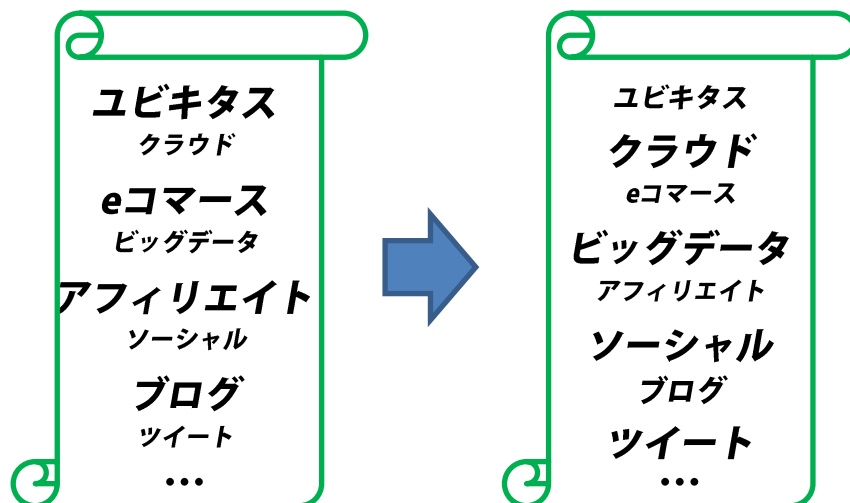 ユビキタス
クラウド
eコマース
ビッグデータ
アフィリエイト
ソーシャル
ブログ
ツイート
…
ユビキタス
クラウド
eコマース
ビッグデータ
アフィリエイト
ソーシャル
ブログ
ツイート
…